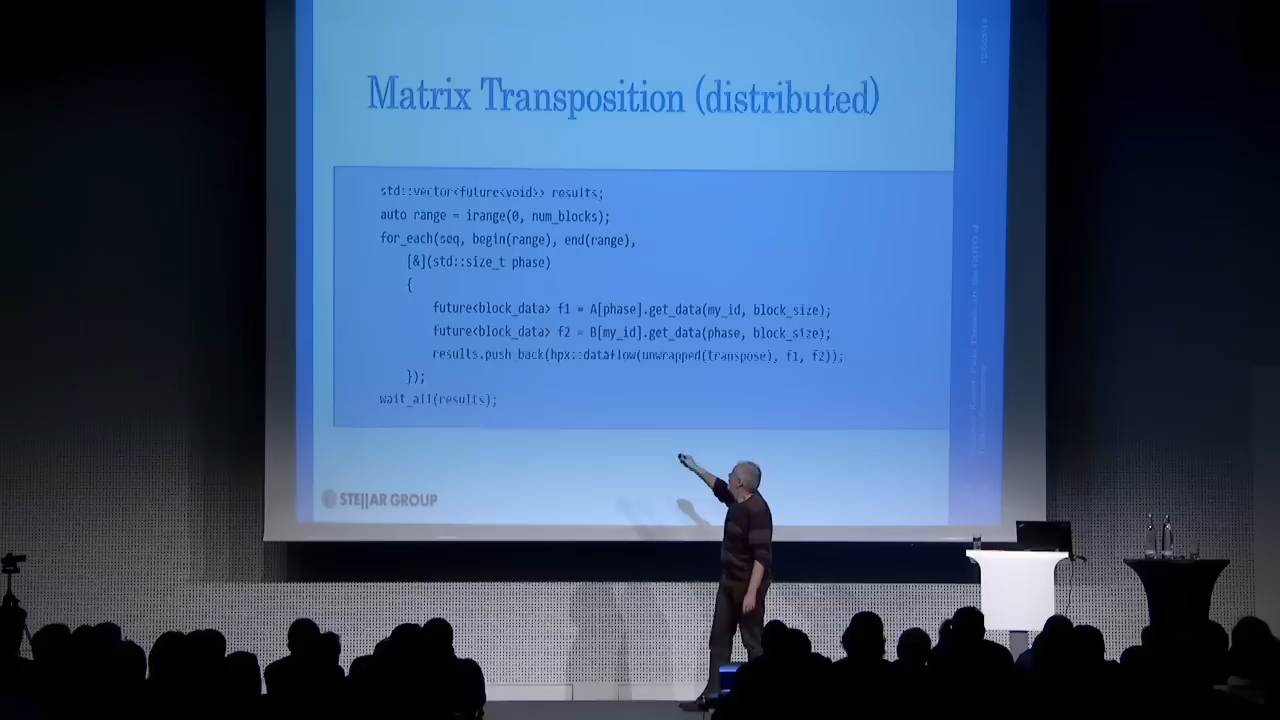 Matrix Transposition (distributed)
std::vector<future<void>> results;
auto range = irange(0, num_blocks);
for_each(seq, begin(range), end(range),
[&](std::size_t phase)
{
future<block_data> f1 = A[phase].get_data(my_id, block_size);
future<block_data> f2 = B[my_id].get_data(phase, block_size);
results.push_back(hpx::dataflow(unwrapped(transpose), f1, f2));
});
wait_all(results);
STE||AR GROUP